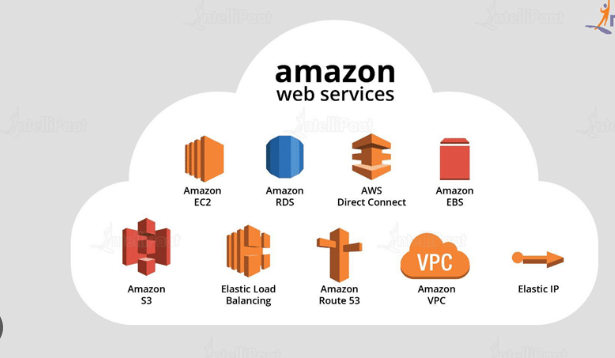 amazon
web services
Amazon
EC2
Amazon
RDS
AWS
Direct Connect
Amazon
EBS
Amazon
S3
Elastic Load
Balancing
Amazon
Route 53
VPC
Amazon
VPC
Elastic IP